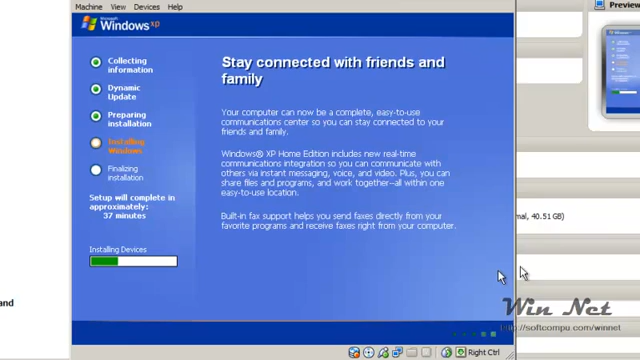 Machine View Devices Help
Preview
Microsoft
Windows xp
Collecting
information
Dynamic
Update
Preparing
installation
Installing
Windows
Finalizing
installation
Setup will complete in
approximately:
37 minutes
Installing Devices
Stay connected with friends and
family
Your computer can now be a complete, easy-to-use
communications center so you can stay connected to your
friends and family.
Windows® XP Home Edition includes new real-time
communications integration so you can communicate with
others via instant messaging, voice, and video. Plus, you can
share files and programs, and work together--all within one
easy-to-use location.
Built-in fax support helps you send faxes directly from your
favorite programs and receive faxes right from your computer.
mal, 40.51 GB)
and
Win Net
http://softcompu.com/winnet
Right Ctrl